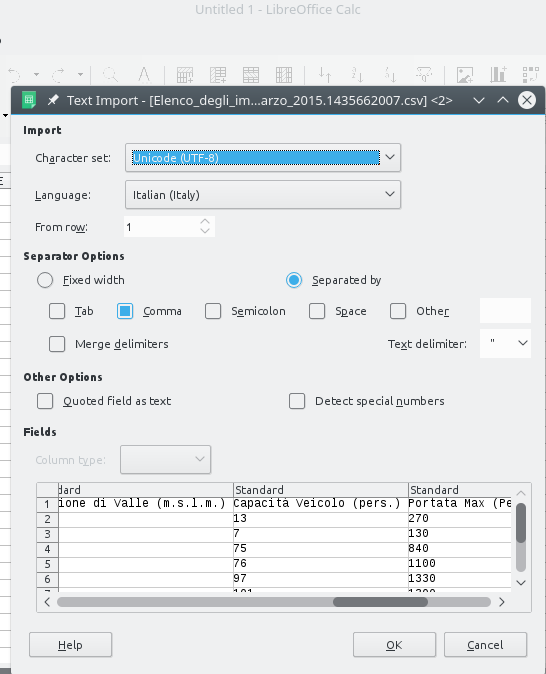 Untitled 1 - LibreOffice Calc
Text Import - [Elenco_degli_im...arzo_2015.1435662007.csv] <2>
Import
Character set: Unicode (UTF-8)
Language: Italian (Italy)
From row: 1
Separator Options
Fixed width Separated by
Tab Comma Semicolon Space Other
Merge delimiters Text delimiter: "
Other Options
Quoted field as text Detect special numbers
Fields
Column type:
dard Standard Standard
1 ione di Valle (m.s.l.m.) Capacità Veicolo (pers.) Portata Max (Pe
2 13 270
3 7 130
4 75 840
5 76 1100
6 97 1330
Help OK Cancel